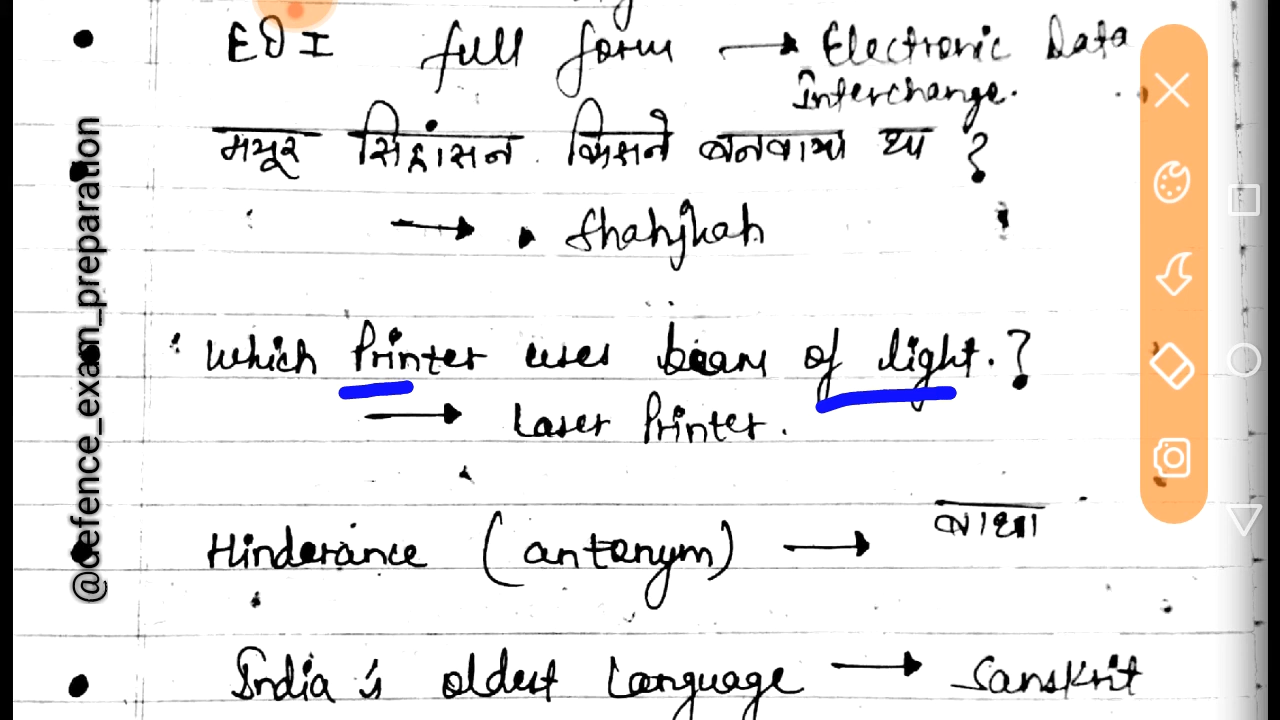 EDI full form → Electronic Data
Interchange.
मयूर सिहांसन किसने बनवाया था ?
→ Shahjhah
which Printer uses beam of light. ?
→ Laser Printer.
Hinderance (antonym) → बाधा
India's oldest Language → Sanskrit
@defence_exam_preparation